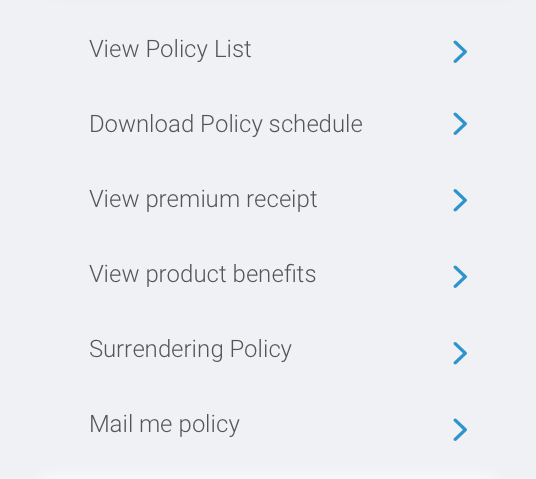 View Policy List
Download Policy schedule
View premium receipt
View product benefits
Surrendering Policy
Mail me policy